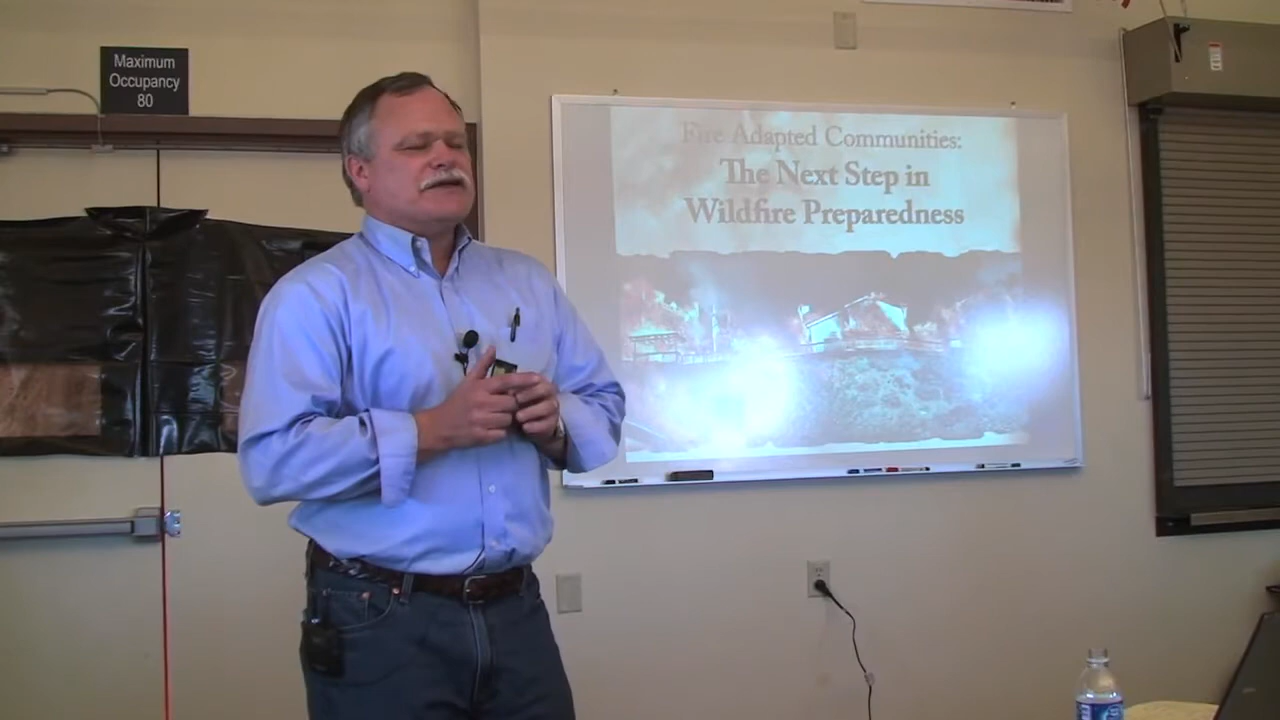 Maximum
Occupancy
80
Fire Adapted Communities:
The Next Step in
Wildfire Preparedness